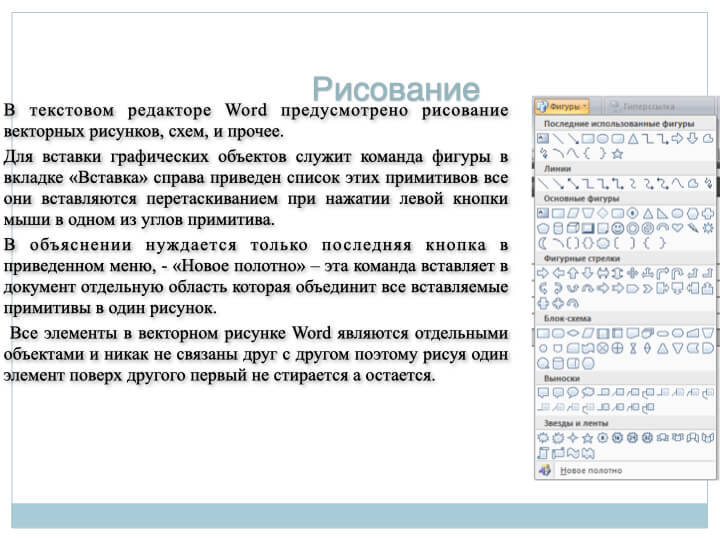 Рисование
В текстовом редакторе Word предусмотрено рисование
векторных рисунков, схем, и прочее.
Для вставки графических объектов служит команда фигуры в
вкладке «Вставка» справа приведен список этих примитивов все
они вставляются перетаскиванием при нажатии левой кнопки
мыши в одном из углов примитива.
В объяснении нуждается только последняя кнопка в
приведенном меню, - «Новое полотно» – эта команда вставляет в
документ отдельную область которая объединит все вставляемые
примитивы в один рисунок.
Все элементы в векторном рисунке Word являются отдельными
объектами и никак не связаны друг с другом поэтому рисуя один
элемент поверх другого первый не стирается а остается.
Фигуры
Гиперссылка
Последние использованные фигуры
Линии
Основные фигуры
Фигурные стрелки
Блок-схема
Выноски
Звезды и ленты
Новое полотно